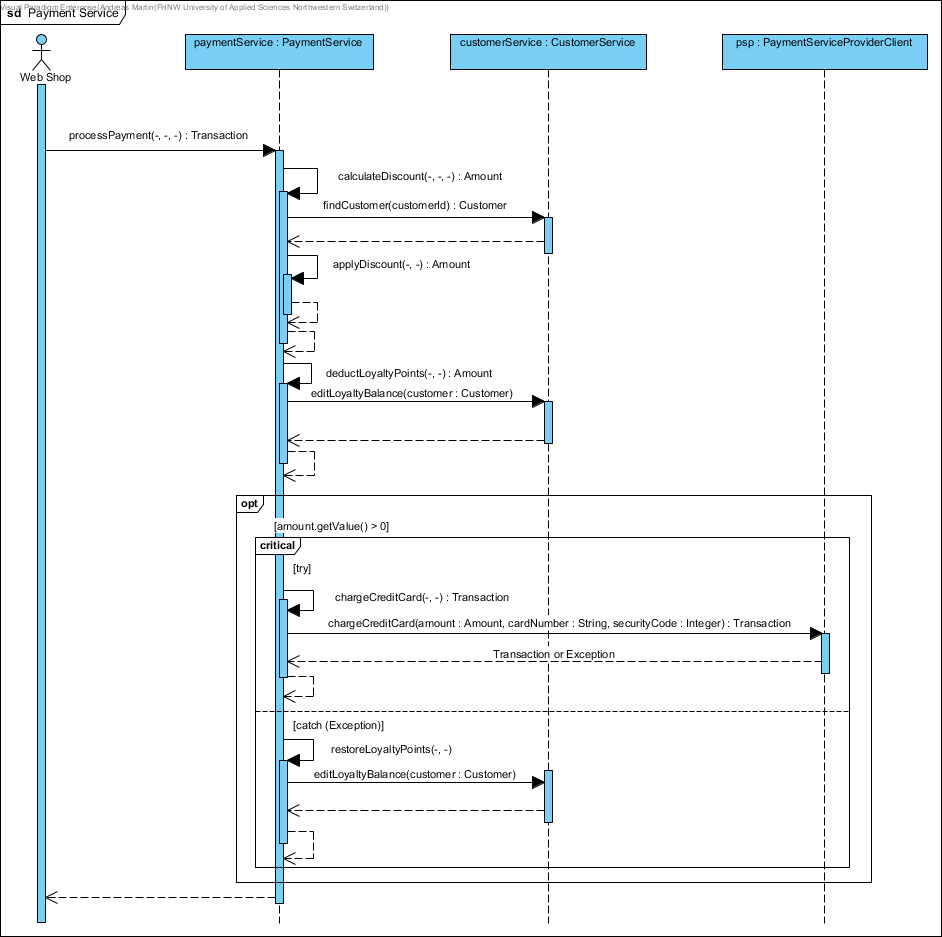 Visual Paradigm Enterprise(Andreas Martin(FHNW University of Applied Sciences Northwestern Switzerland))
sd Payment Service
paymentService : PaymentService
customerService : CustomerService
psp : PaymentServiceProviderClient
Web Shop
processPayment(-, -, -) : Transaction
calculateDiscount(-, -, -) : Amount
findCustomer(customerId) : Customer
applyDiscount(-, -) : Amount
deductLoyaltyPoints(-, -) : Amount
editLoyaltyBalance(customer : Customer)
opt
[amount.getValue() > 0]
critical
[try]
chargeCreditCard(-, -) : Transaction
chargeCreditCard(amount : Amount, cardNumber : String, securityCode : Integer) : Transaction
Transaction or Exception
[catch (Exception)]
restoreLoyaltyPoints(-, -)
editLoyaltyBalance(customer : Customer)